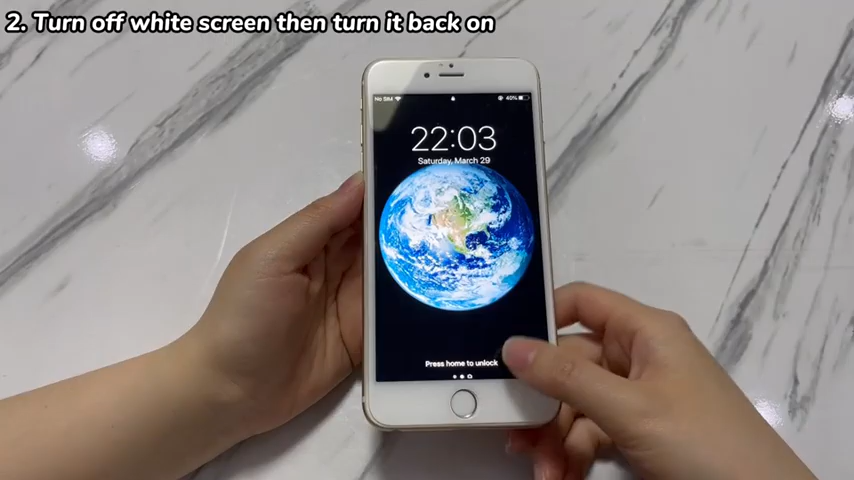 2. Turn off white screen then turn it back on
No SIM
40%
22:03
Saturday, March 29
Press home to unlock